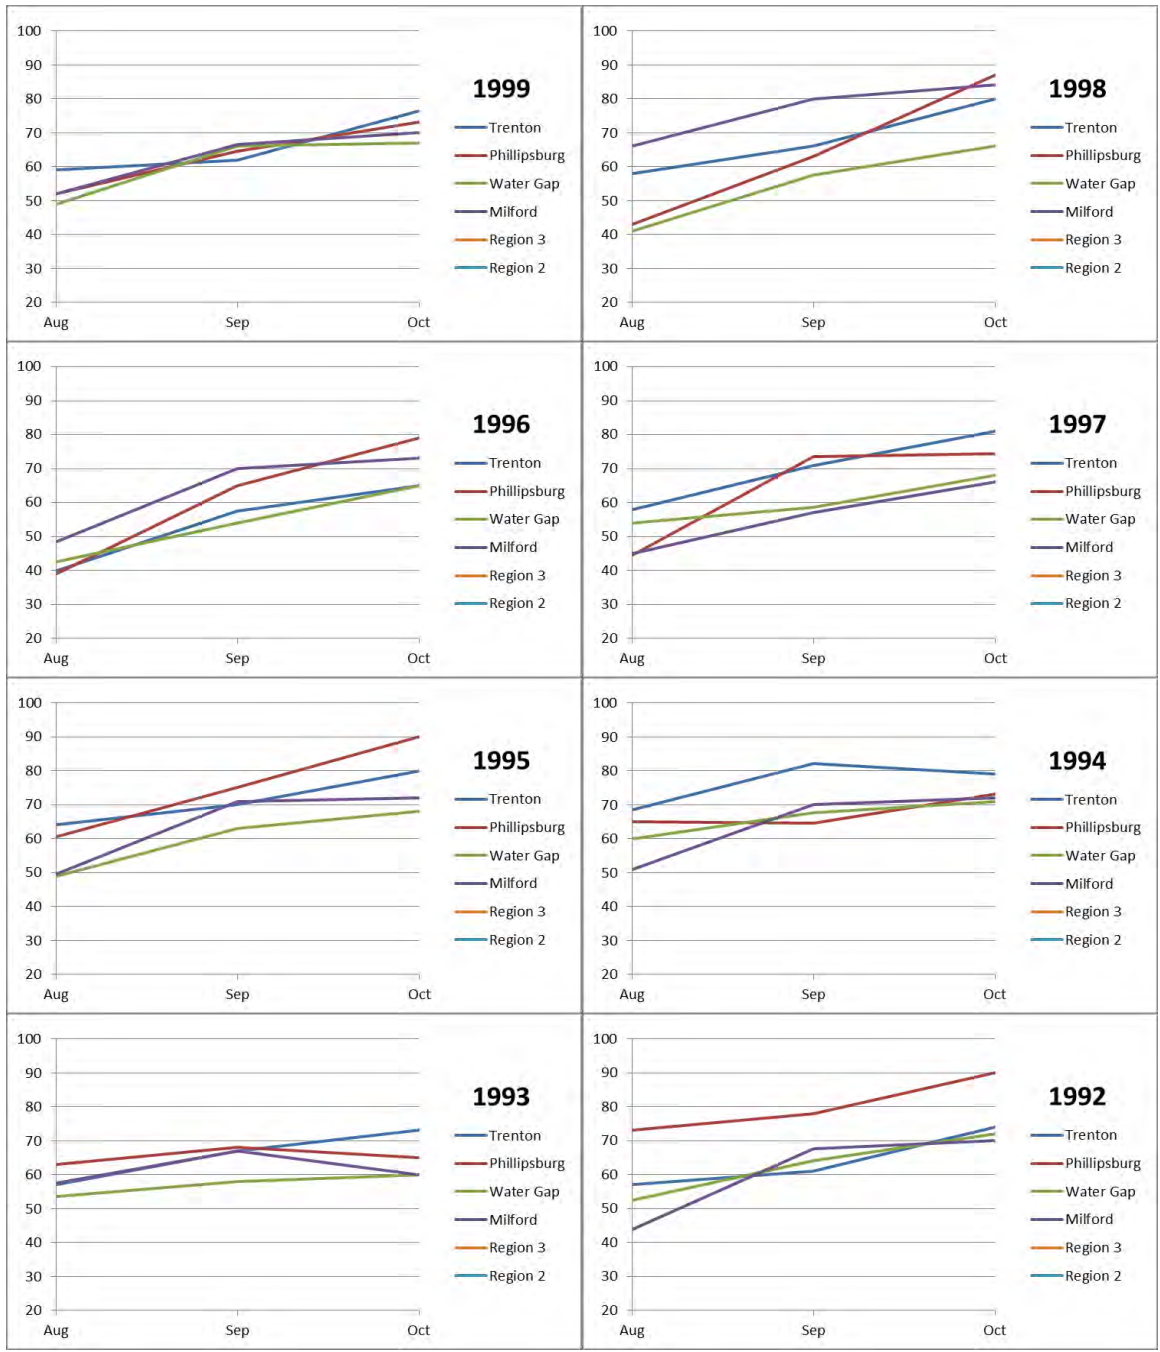 100
90
80
70
60
50
40
30
20
Aug Sep Oct
1999
Trenton
Phillipsburg
Water Gap
Milford
Region 3
Region 2
100
90
80
70
60
50
40
30
20
Aug Sep Oct
1998
Trenton
Phillipsburg
Water Gap
Milford
Region 3
Region 2
100
90
80
70
60
50
40
30
20
Aug Sep Oct
1996
Trenton
Phillipsburg
Water Gap
Milford
Region 3
Region 2
100
90
80
70
60
50
40
30
20
Aug Sep Oct
1997
Trenton
Phillipsburg
Water Gap
Milford
Region 3
Region 2
100
90
80
70
60
50
40
30
20
Aug Sep Oct
1995
Trenton
Phillipsburg
Water Gap
Milford
Region 3
Region 2
100
90
80
70
60
50
40
30
20
Aug Sep Oct
1994
Trenton
Phillipsburg
Water Gap
Milford
Region 3
Region 2
100
90
80
70
60
50
40
30
20
Aug Sep Oct
1993
Trenton
Phillipsburg
Water Gap
Milford
Region 3
Region 2
100
90
80
70
60
50
40
30
20
Aug Sep Oct
1992
Trenton
Phillipsburg
Water Gap
Milford
Region 3
Region 2